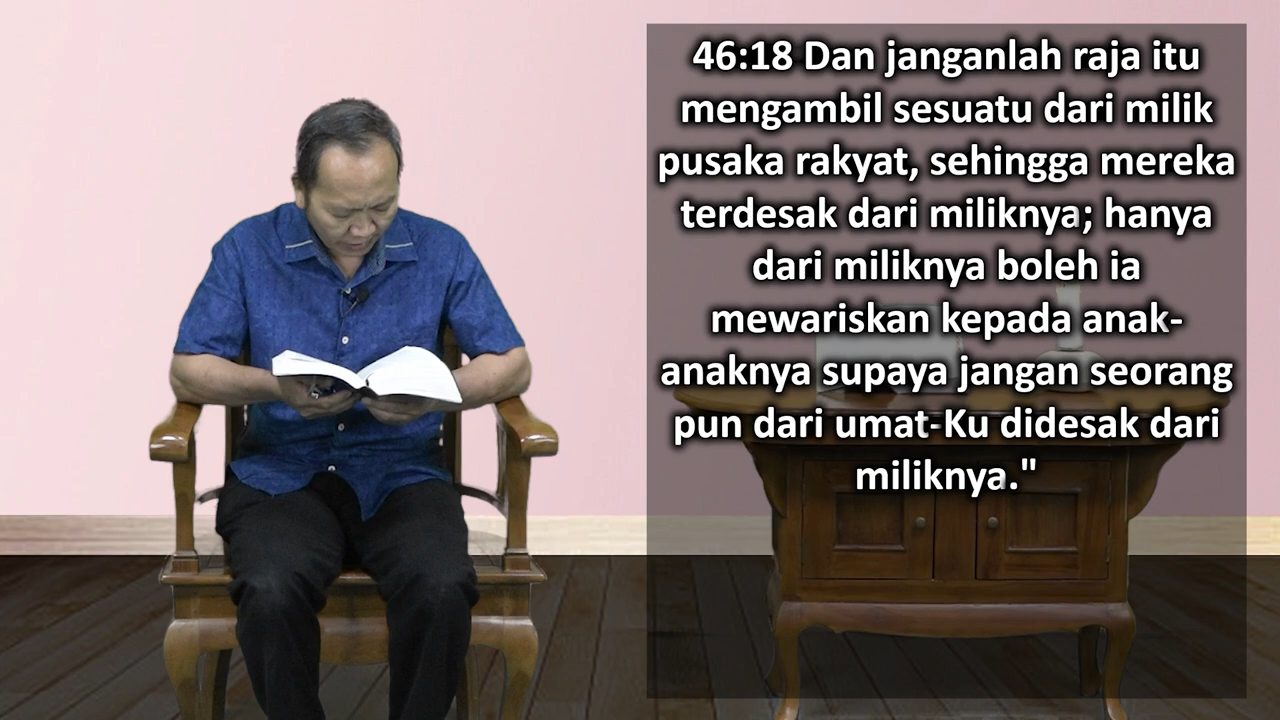 46:18 Dan janganlah raja itu
mengambil sesuatu dari milik
pusaka rakyat, sehingga mereka
terdesak dari miliknya; hanya
dari miliknya boleh ia
mewariskan kepada anak-
anaknya supaya jangan seorang
pun dari umat-Ku didesak dari
miliknya."